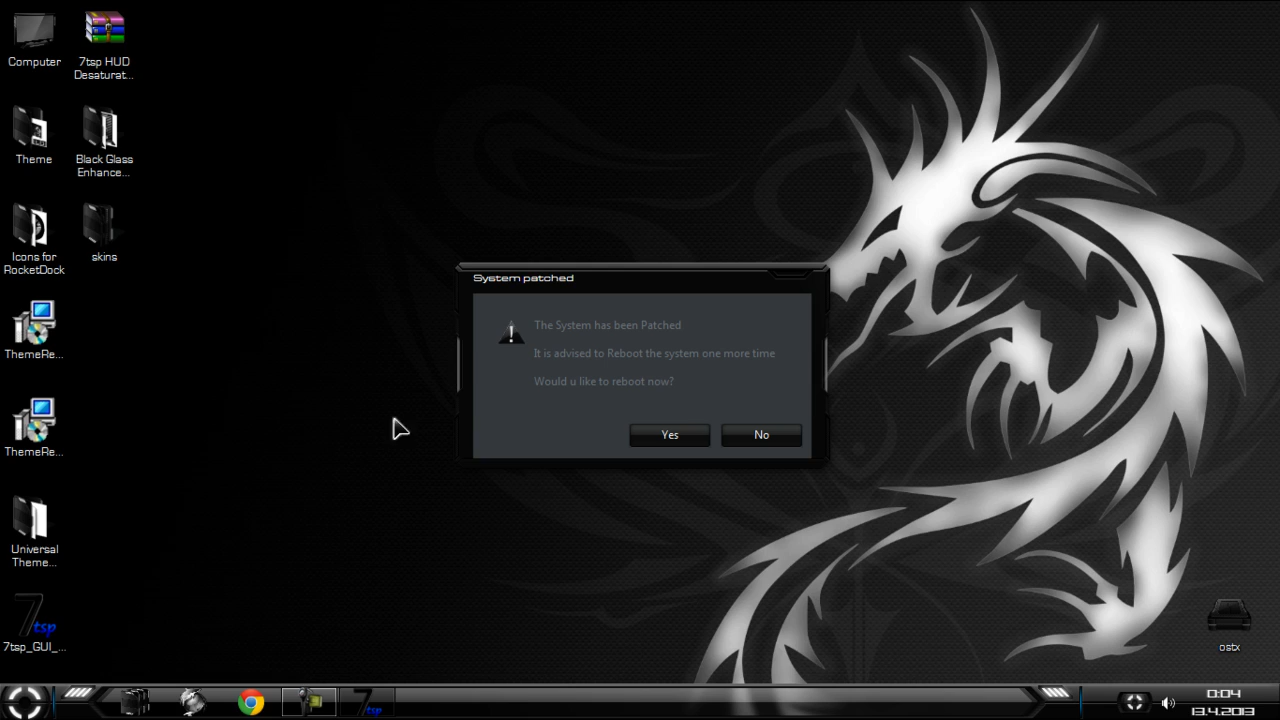 Computer
7tsp HUD
Desaturat...
Theme
Black Glass
Enhance...
Icons for
RocketDock
skins
ThemeRe...
ThemeRe...
Universal
Theme...
7tsp
7tsp_GUI_...
System patched
The System has been Patched
It is advised to Reboot the system one more time
Would u like to reboot now?
Yes
No
ostx
7tsp
0:04
13.4.2013